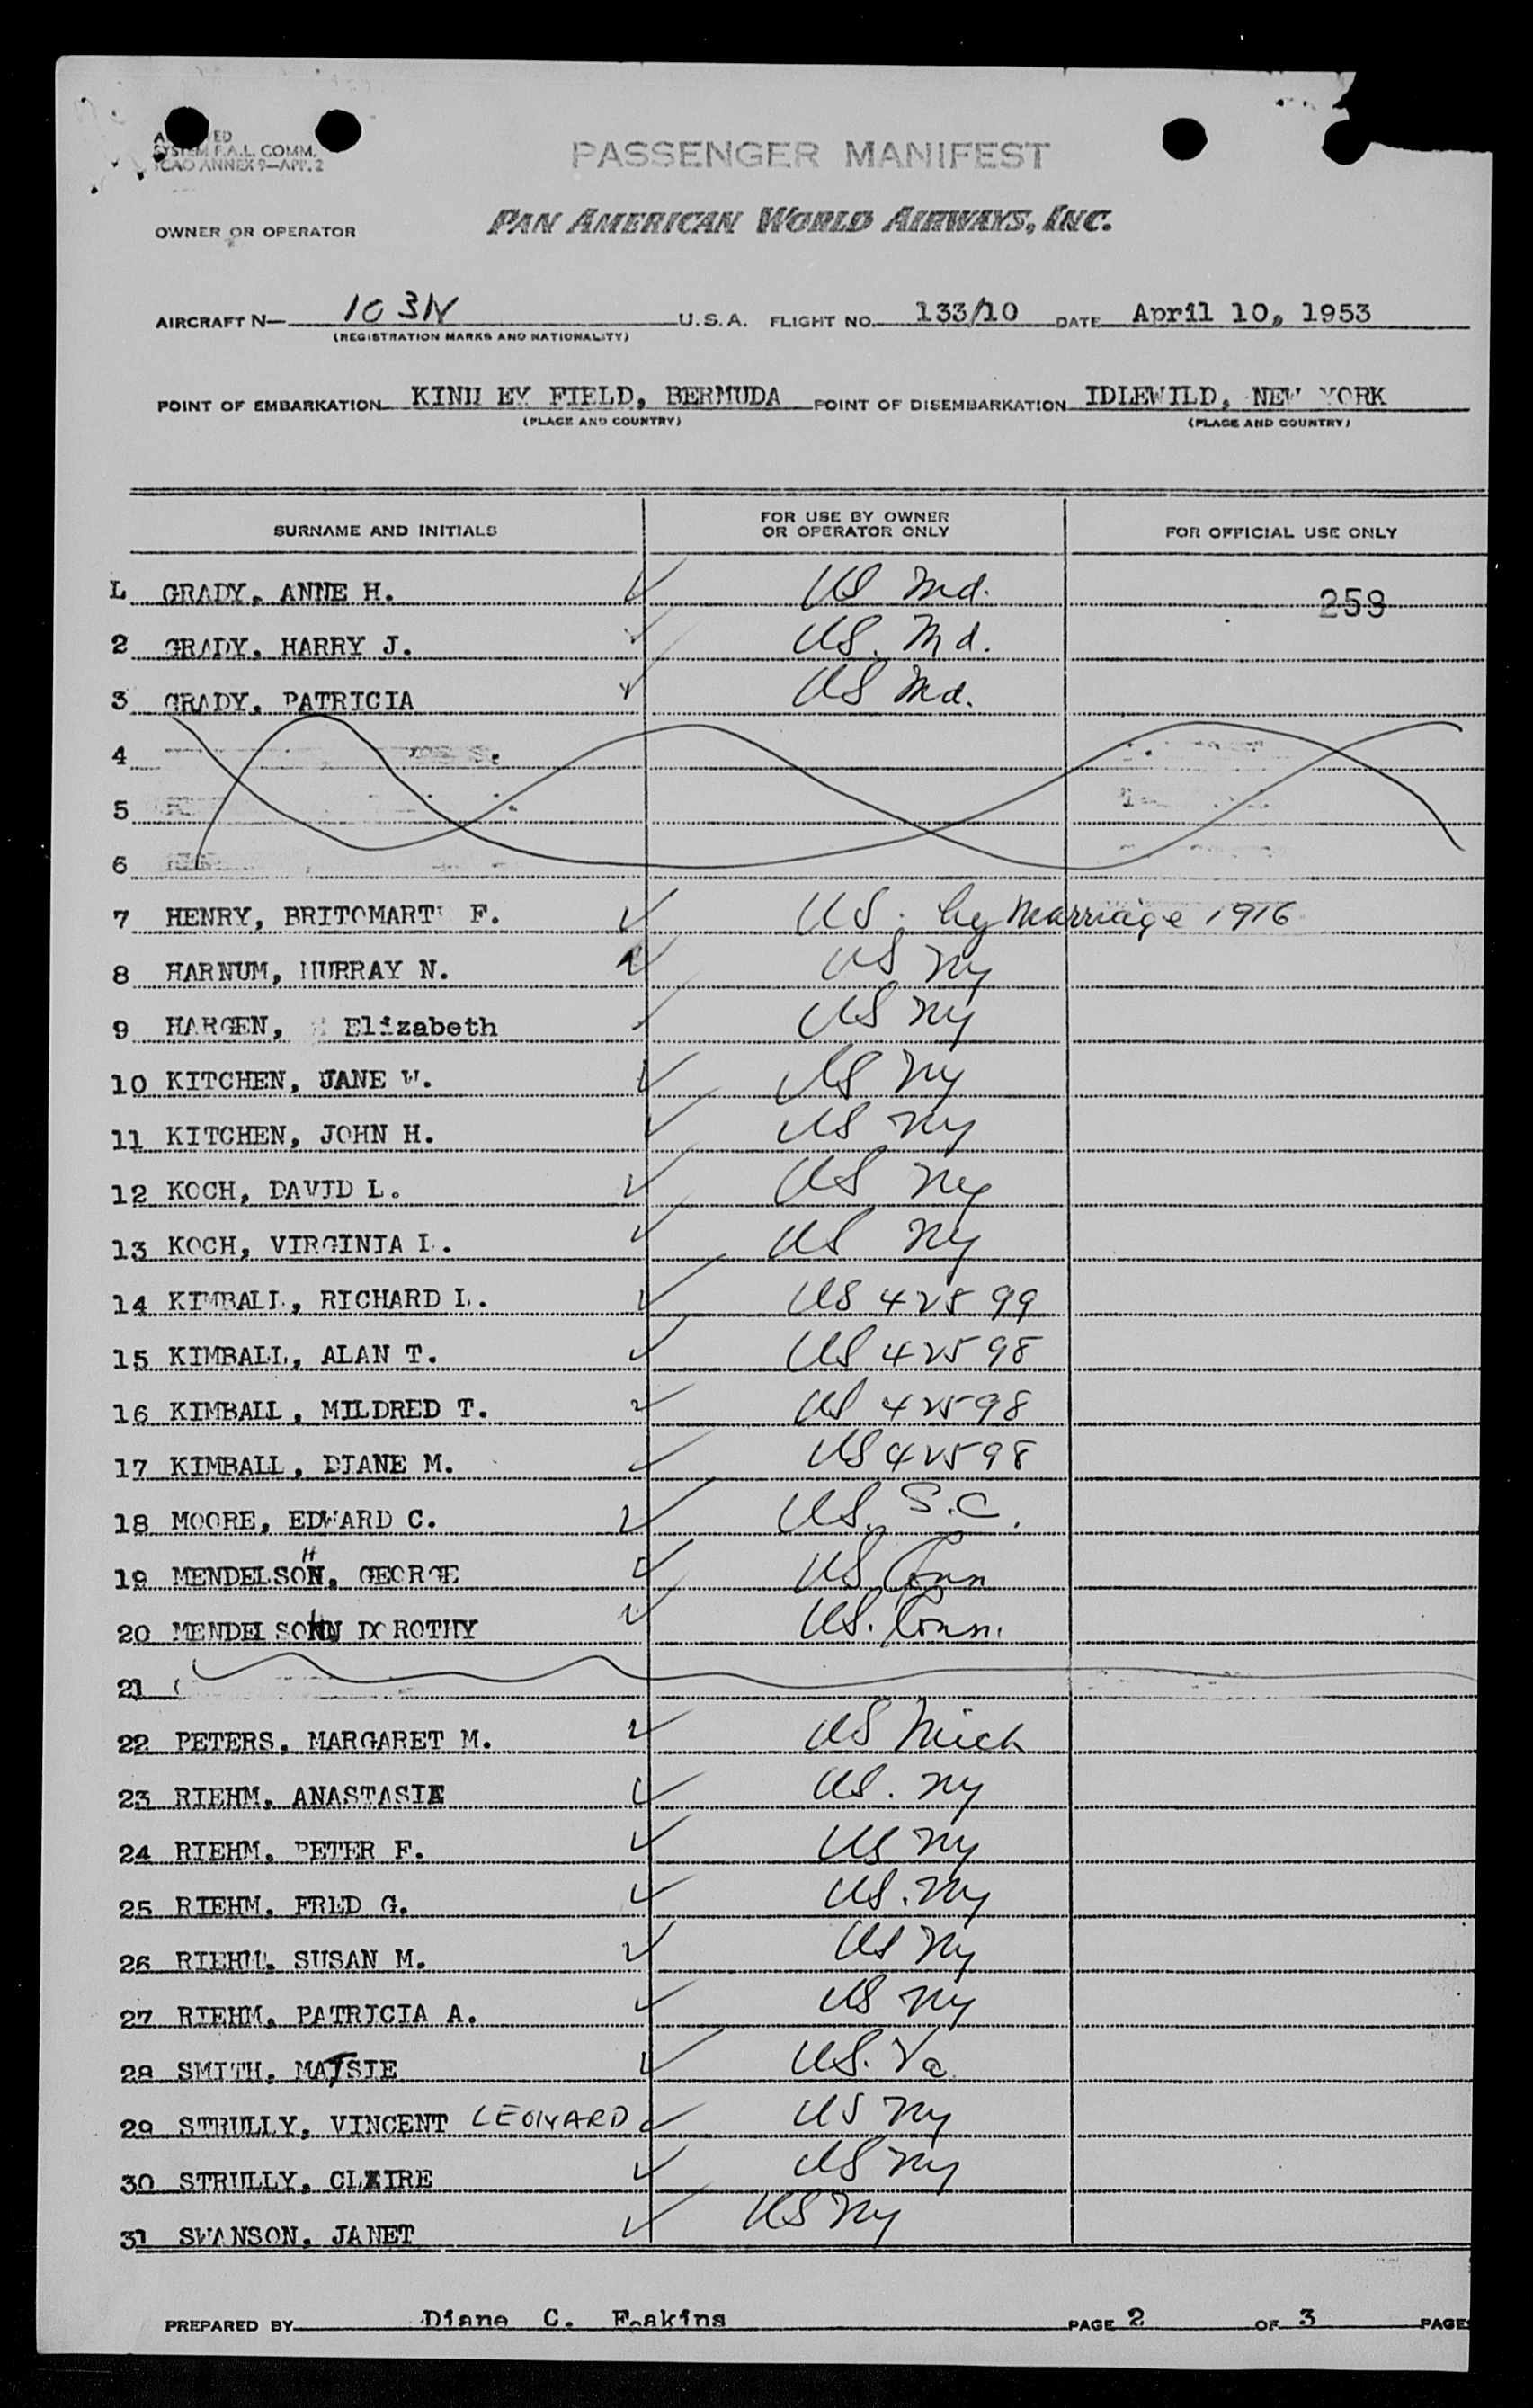 SYSTEM F.A.L. COMM.
ICAO ANNEX 9—APP. 2
PASSENGER MANIFEST
OWNER OR OPERATOR PAN AMERICAN WORLD AIRWAYS, INC.
AIRCRAFT N— 103N U.S.A. FLIGHT NO. 133/10 DATE April 10, 1953
(REGISTRATION MARKS AND NATIONALITY)
POINT OF EMBARKATION KINDLEY FIELD, BERMUDA POINT OF DISEMBARKATION IDLEWILD, NEW YORK
(PLACE AND COUNTRY) (PLACE AND COUNTRY)
SURNAME AND INITIALS FOR USE BY OWNER OR OPERATOR ONLY FOR OFFICIAL USE ONLY
1 GRADY, ANNE H. ✓ US Md. 258
2 GRADY, HARRY J. ✓ US. Md.
3 GRADY, PATRICIA ✓ US Md.
4
5
6
7 HENRY, BRITOMARTE F. ✓ US. by Marriage 1916
8 HARNUM, MURRAY N. ✓ US Ny
9 HARGEN, Elizabeth ✓ US Ny
10 KITCHEN, JANE W. ✓ US Ny
11 KITCHEN, JOHN H. ✓ US Ny
12 KOCH, DAVID L. ✓ US Ny
13 KOCH, VIRGINIA L. ✓ US Ny
14 KIMBALL, RICHARD L. ✓ US 42599
15 KIMBALL, ALAN T. ✓ US 42598
16 KIMBALL, MILDRED T. ✓ US 42598
17 KIMBALL, DIANE M. ✓ US 42598
18 MOORE, EDWARD C. ✓ US. S.C.
19 MENDELSOHN, GEORGE ✓ US Conn
20 MENDELSOHN, DOROTHY ✓ US. Conn.
21
22 PETERS, MARGARET M. ✓ US Mich
23 RIEHM, ANASTASIA ✓ US. Ny
24 RIEHM, PETER F. ✓ US Ny
25 RIEHM, FRED G. ✓ US. Ny
26 RIEHM, SUSAN M. ✓ US Ny
27 RIEHM, PATRICIA A. ✓ US Ny
28 SMITH, MAISIE ✓ US. Va
29 STRULLY, VINCENT LEONARD ✓ US Ny
30 STRULLY, CLAIRE ✓ US Ny
31 SWANSON, JANET ✓ US Ny
PREPARED BY Diane C. Feakins PAGE 2 OF 3 PAGES